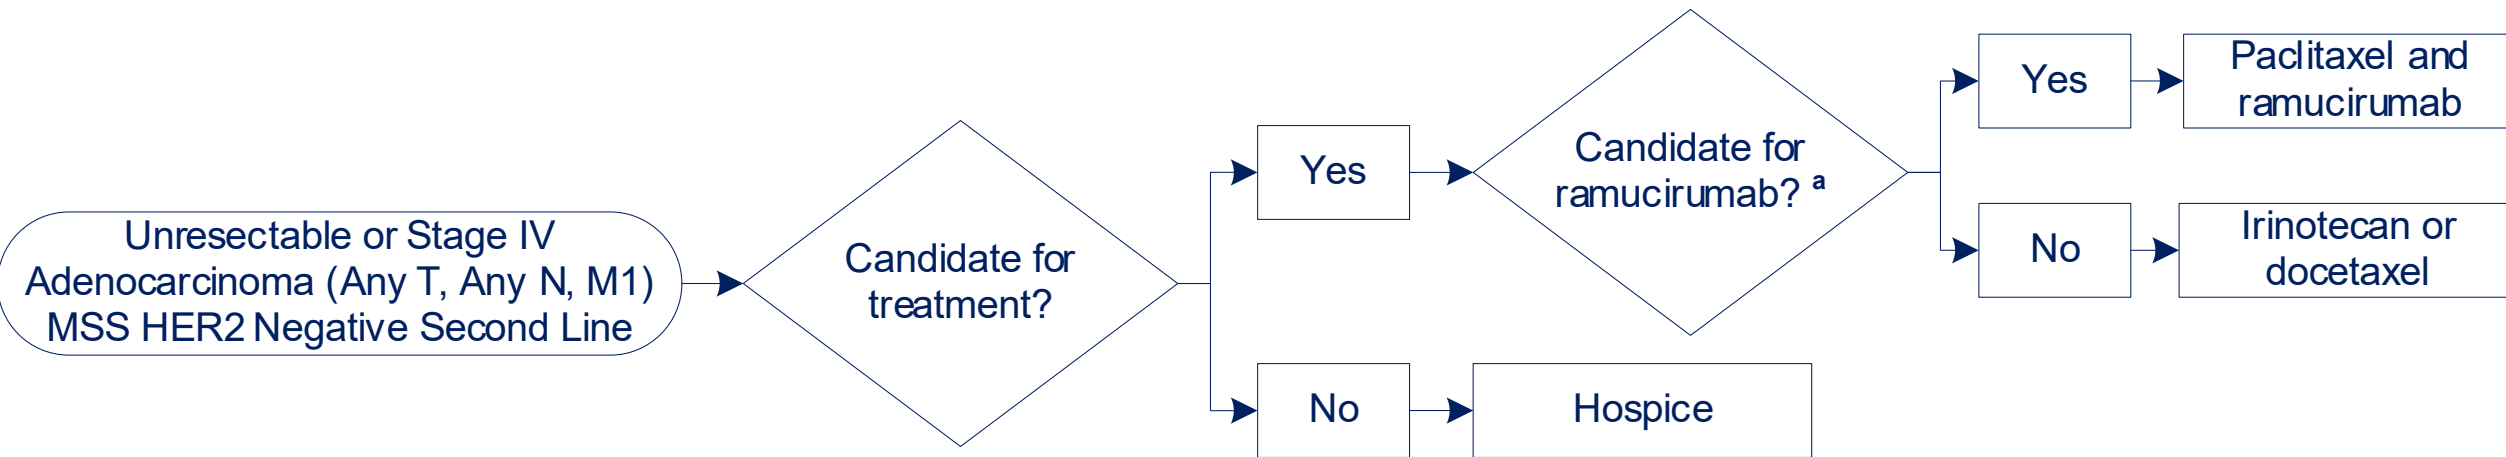 Unresectable or Stage IV
Adenocarcinoma (Any T, Any N, M1)
MSS HER2 Negative Second Line
Candidate for
treatment?
Yes
Candidate for
ramucirumab? a
Yes
Paclitaxel and
ramucirumab
No
Irinotecan or
docetaxel
No
Hospice